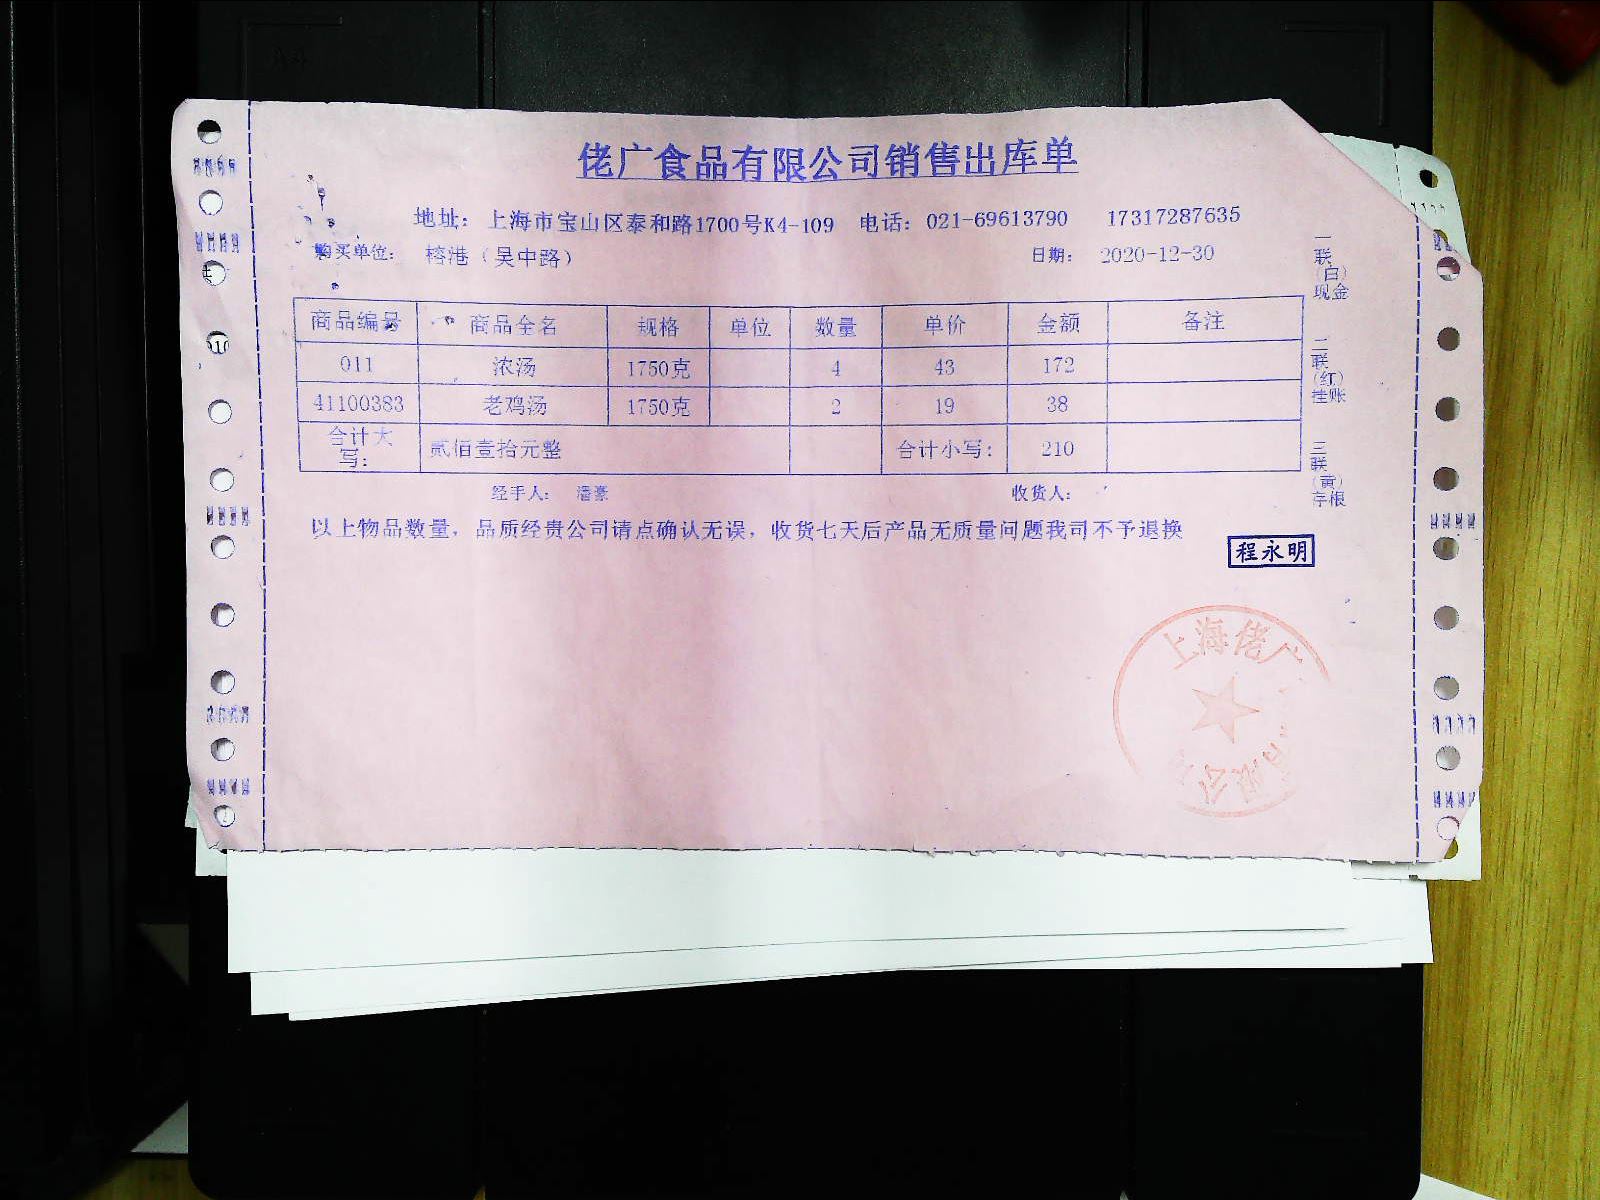 佬广食品有限公司销售出库单
地址： 上海市宝山区泰和路1700号K4-109 电话：021-69613790 17317287635
购买单位： 榕港（吴中路） 日期： 2020-12-30
商品编号 商品全名 规格 单位 数量 单价 金额 备注
011 浓汤 1750克 4 43 172
41100383 老鸡汤 1750克 2 19 38
合计大写： 贰佰壹拾元整 合计小写： 210
经手人： 潘豪 收货人：
以上物品数量，品质经贵公司请点确认无误，收货七天后产品无质量问题我司不予退换
程永明
一联（白）现金
二联（红）挂账
三联（黄）存根
上海佬广
有限公